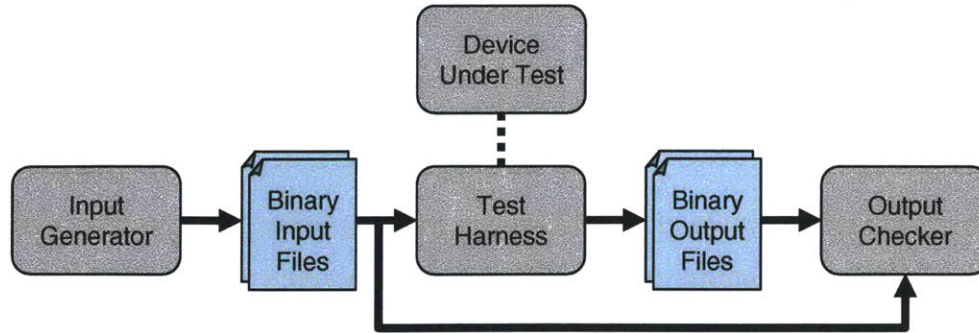 Device
Under Test
Input
Generator
Binary
Input
Files
Test
Harness
Binary
Output
Files
Output
Checker